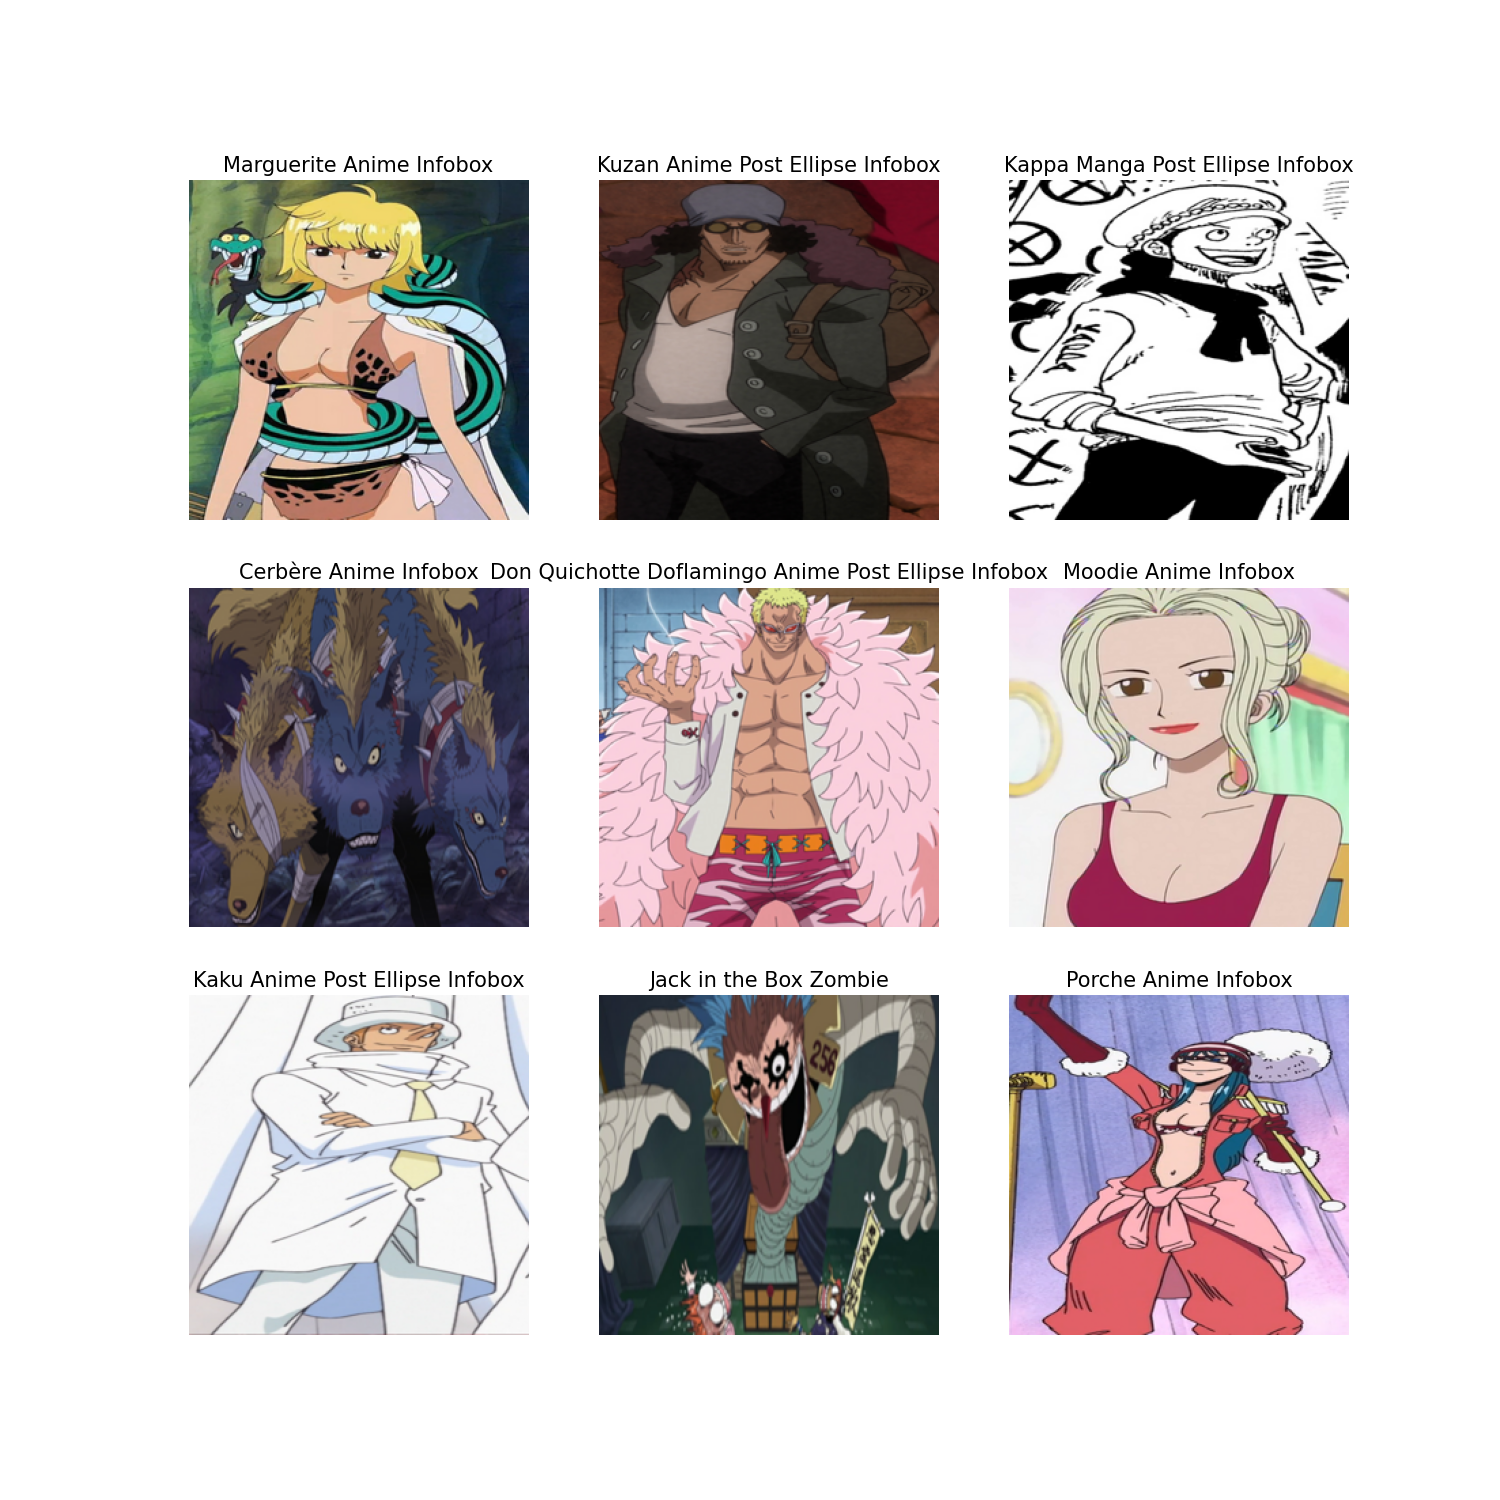 Marguerite Anime Infobox
Kuzan Anime Post Ellipse Infobox
Kappa Manga Post Ellipse Infobox
Cerbère Anime Infobox
Don Quichotte Doflamingo Anime Post Ellipse Infobox
Moodie Anime Infobox
Kaku Anime Post Ellipse Infobox
Jack in the Box Zombie
256
Porche Anime Infobox